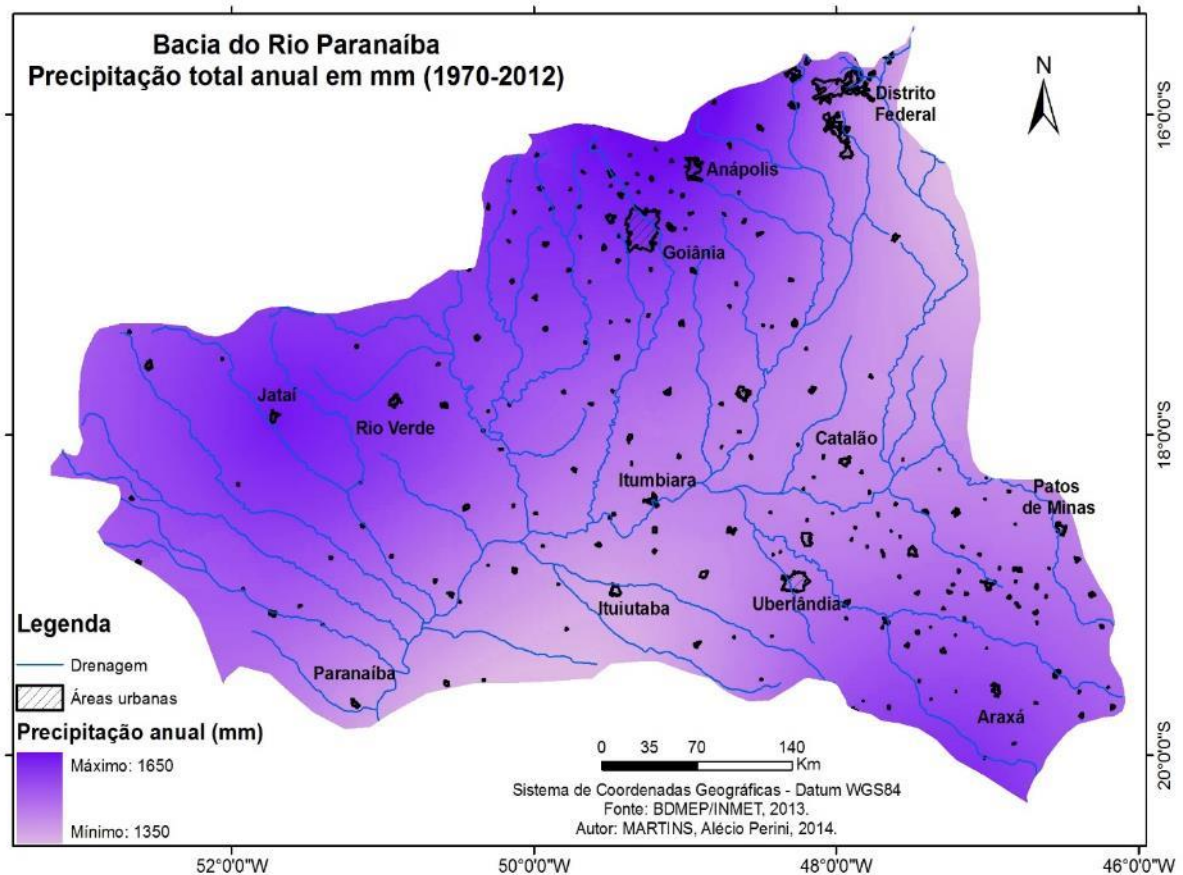 Bacia do Rio Paranaíba
Precipitação total anual em mm (1970-2012)
N
Distrito
Federal
16°0'0"S
Anápolis
Goiânia
Jataí
Rio Verde
Catalão
18°0'0"S
Itumbiara
Patos
de Minas
Ituiutaba
Uberlândia
Paranaíba
Araxá
Legenda
Drenagem
Áreas urbanas
Precipitação anual (mm)
Máximo: 1650
Mínimo: 1350
0 35 70 140
Km
Sistema de Coordenadas Geográficas - Datum WGS84
Fonte: BDMEP/INMET, 2013.
Autor: MARTINS, Alécio Perini, 2014.
20°0'0"S
52°0'0"W 50°0'0"W 48°0'0"W 46°0'0"W